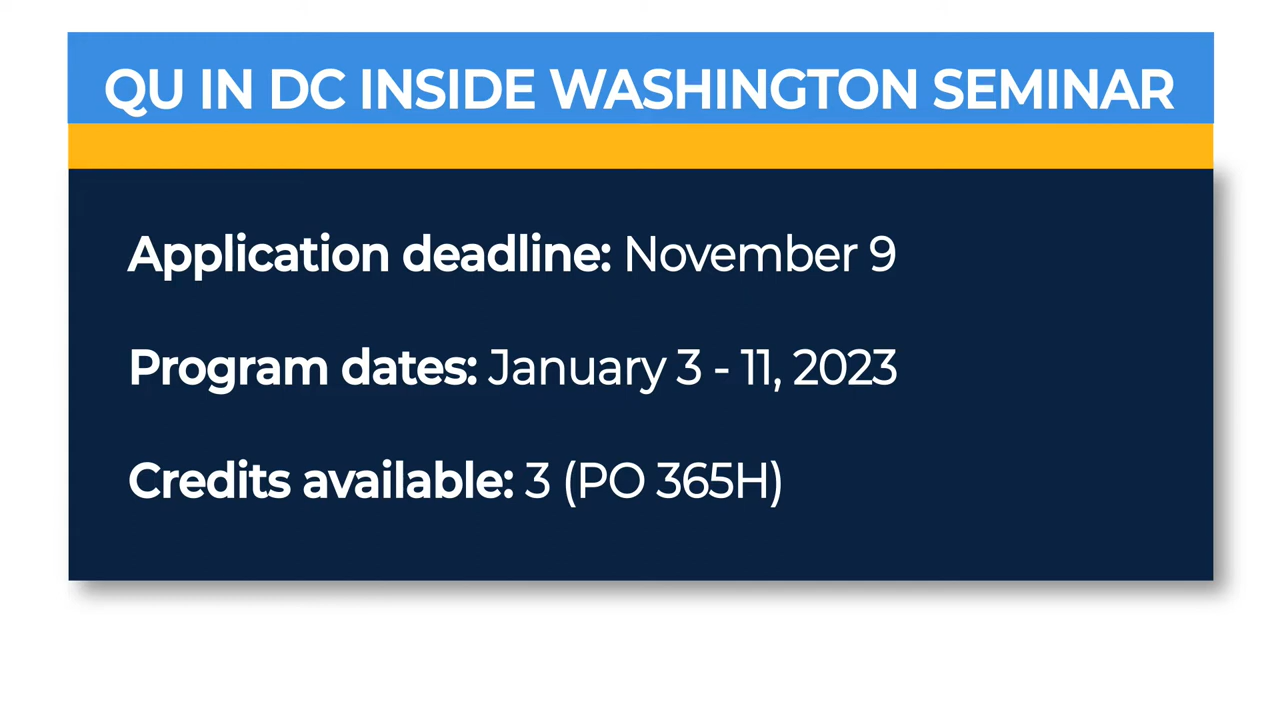 QU IN DC INSIDE WASHINGTON SEMINAR
Application deadline: November 9
Program dates: January 3 - 11, 2023
Credits available: 3 (PO 365H)